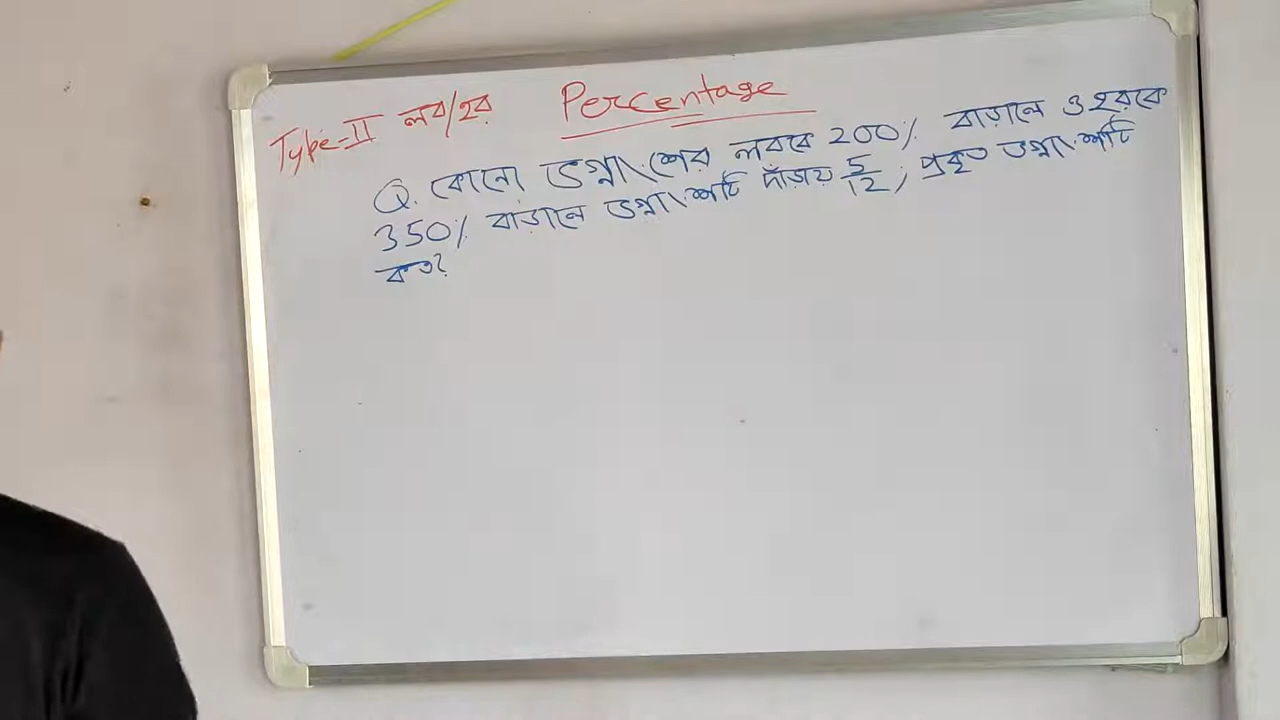 Percentage
Type-II লব/হর
Q. কোনো ভগ্নাংশের লবকে 200% বাড়ালে ও হরকে
350% বাড়ালে ভগ্নাংশটি দাঁড়ায় 5/12, প্রকৃত ভগ্নাংশটি
কত?